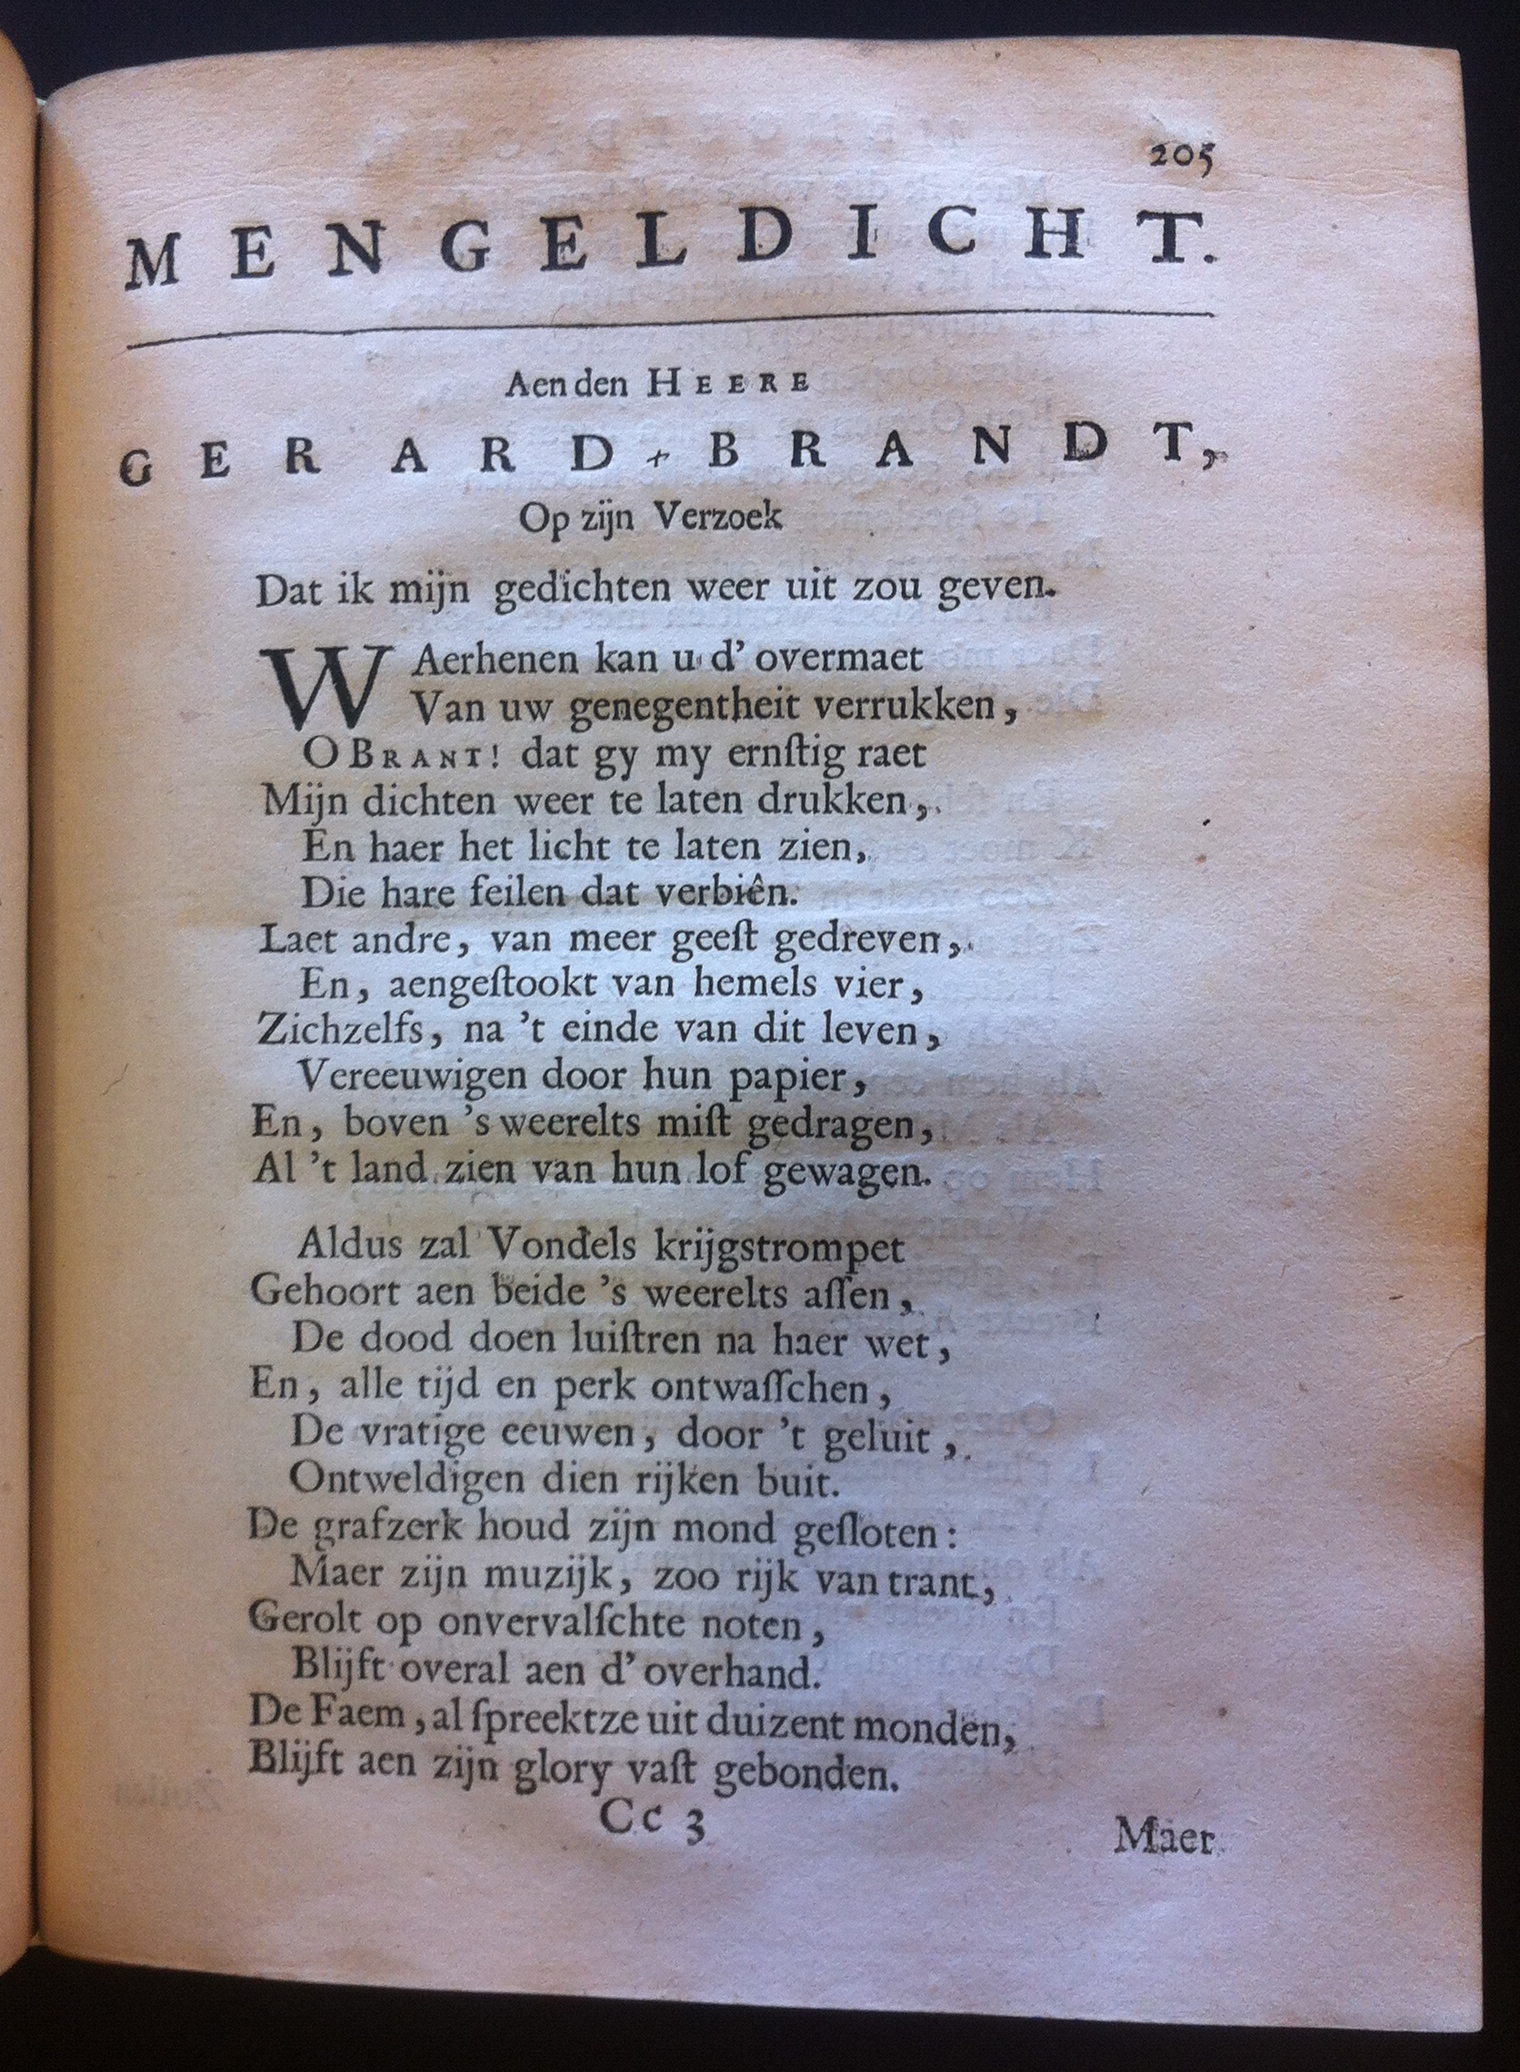 205
MENGELDICHT.
Aen den HEERE
GERARD BRANDT,
Op zijn Verzoek
Dat ik mijn gedichten weer uit zou geven.
WAerhenen kan u d' overmaet
Van uw genegentheit verrukken,
O BRANT! dat gy my ernſtig raet
Mijn dichten weer te laten drukken,
En haer het licht te laten zien,
Die hare feilen dat verbiên.
Laet andre, van meer geeſt gedreven,
En, aengeſtookt van hemels vier,
Zichzelfs, na 't einde van dit leven,
Vereeuwigen door hun papier,
En, boven 's weerelts miſt gedragen,
Al 't land zien van hun lof gewagen.
Aldus zal Vondels krijgstrompet
Gehoort aen beide 's weerelts aſſen,
De dood doen luiſtren na haer wet,
En, alle tijd en perk ontwaſſchen,
De vratige eeuwen, door 't geluit,
Ontweldigen dien rijken buit.
De grafzerk houd zijn mond geſloten:
Maer zijn muzijk, zoo rijk van trant,
Gerolt op onvervalſchte noten,
Blijft overal aen d' overhand.
De Faem, al ſpreektze uit duizent monden,
Blijft aen zijn glory vaſt gebonden.
Cc 3
Maer